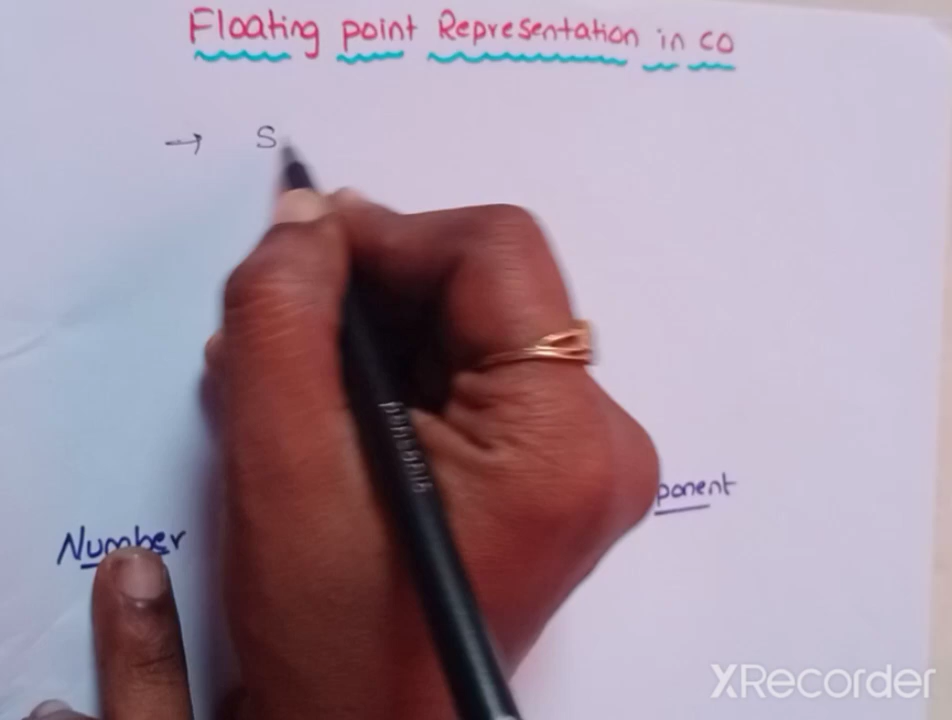 Floating point Representation in CO
→ S
ponent
Number
XRecorder